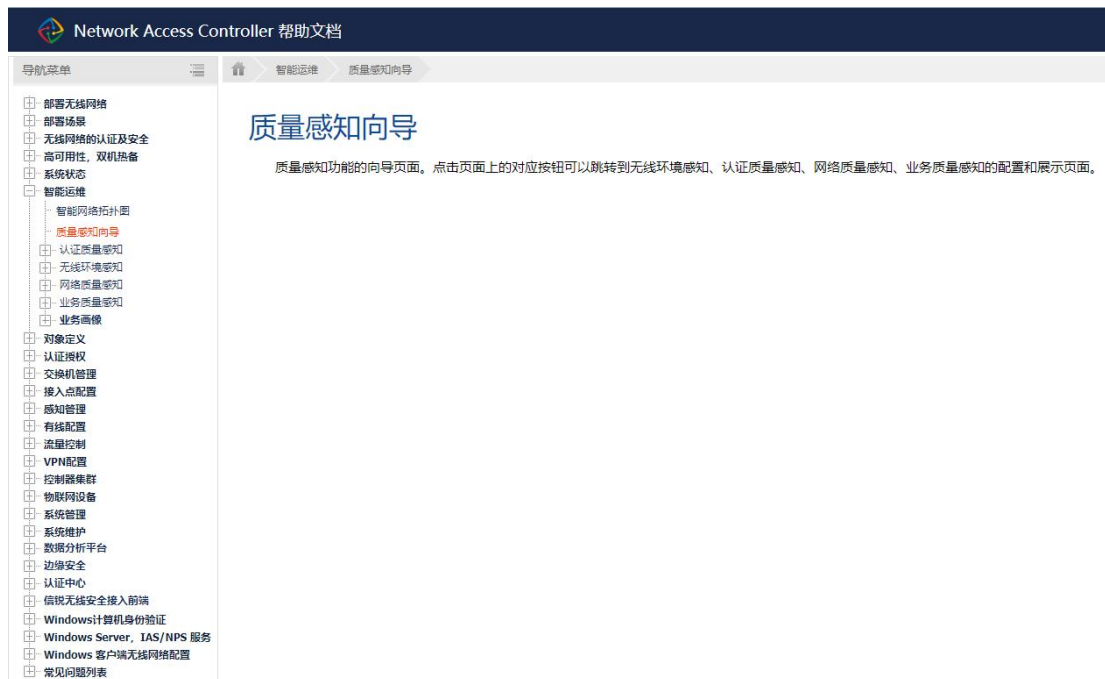 Network Access Controller 帮助文档
导航菜单
智能运维
质量感知向导
部署无线网络
部署场景
无线网络的认证及安全
高可用性，双机热备
系统状态
智能运维
智能网络拓扑图
质量感知向导
认证质量感知
无线环境感知
网络质量感知
业务质量感知
业务画像
对象定义
认证授权
交换机管理
接入点配置
感知管理
有线配置
流量控制
VPN配置
控制器集群
物联网设备
系统管理
系统维护
数据分析平台
边缘安全
认证中心
信锐无线安全接入前端
Windows计算机身份验证
Windows Server，IAS/NPS 服务
Windows 客户端无线网络配置
常见问题列表
质量感知向导
质量感知功能的向导页面。点击页面上的对应按钮可以跳转到无线环境感知、认证质量感知、网络质量感知、业务质量感知的配置和展示页面。